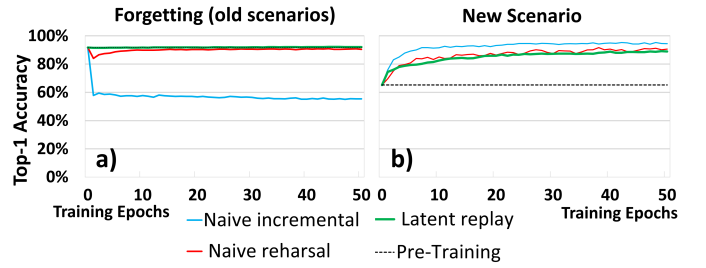 Forgetting (old scenarios)
New Scenario
Top-1 Accuracy
100%
80%
60%
40%
20%
0%
a)
b)
0 10 20 30 40 50
0 10 20 30 40 50
Training Epochs
Training Epochs
Naive incremental
Latent replay
Naive reharsal
Pre-Training